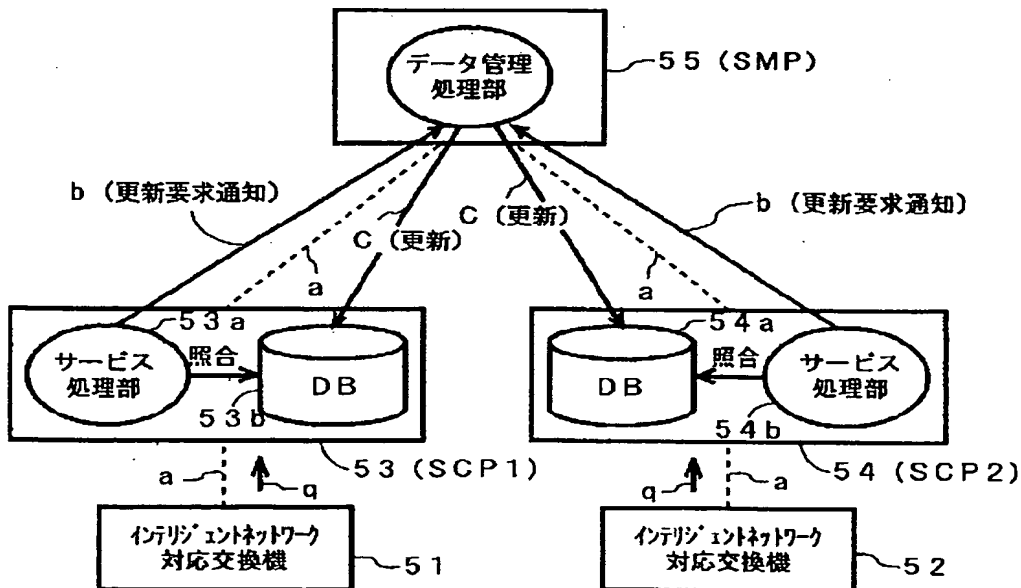 データ管理
処理部
55(SMP)
b (更新要求通知)
C(更新)
a
C(更新)
a
b (更新要求通知)
53a
サービス
処理部
照合
DB
53b
54a
DB
照合
サービス
処理部
54b
53(SCP1)
54(SCP2)
a
q
q
a
インテリジェントネットワーク
対応交換機
51
インテリジェントネットワーク
対応交換機
52